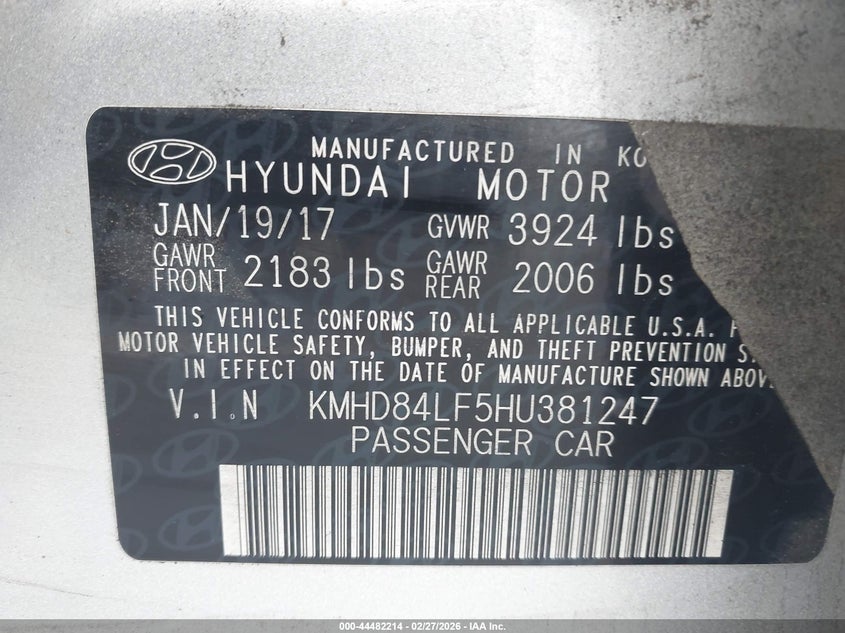 MANUFACTURED IN KO
HYUNDAI MOTOR
JAN/19/17 GVWR 3924 lbs
GAWR FRONT 2183 lbs GAWR REAR 2006 lbs
THIS VEHICLE CONFORMS TO ALL APPLICABLE U.S.A. F
MOTOR VEHICLE SAFETY, BUMPER, AND THEFT PREVENTION S
IN EFFECT ON THE DATE OF MANUFACTURE SHOWN ABOV
V.I.N KMHD84LF5HU381247
PASSENGER CAR
000-44482214 - 02/27/2026 - IAA Inc.